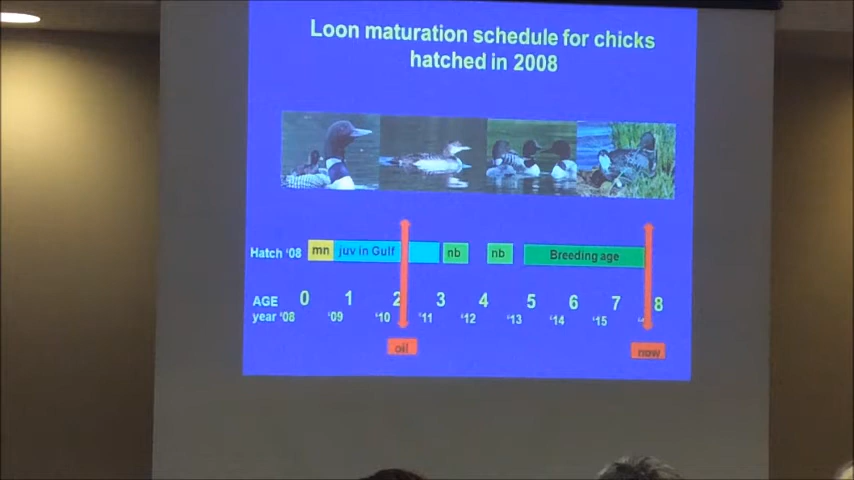 Loon maturation schedule for chicks
hatched in 2008
Hatch '08 mn juv in Gulf nb nb Breeding age
AGE 0 1 2 3 4 5 6 7 8
year '08 '09 '10 '11 '12 '13 '14 '15
oil now